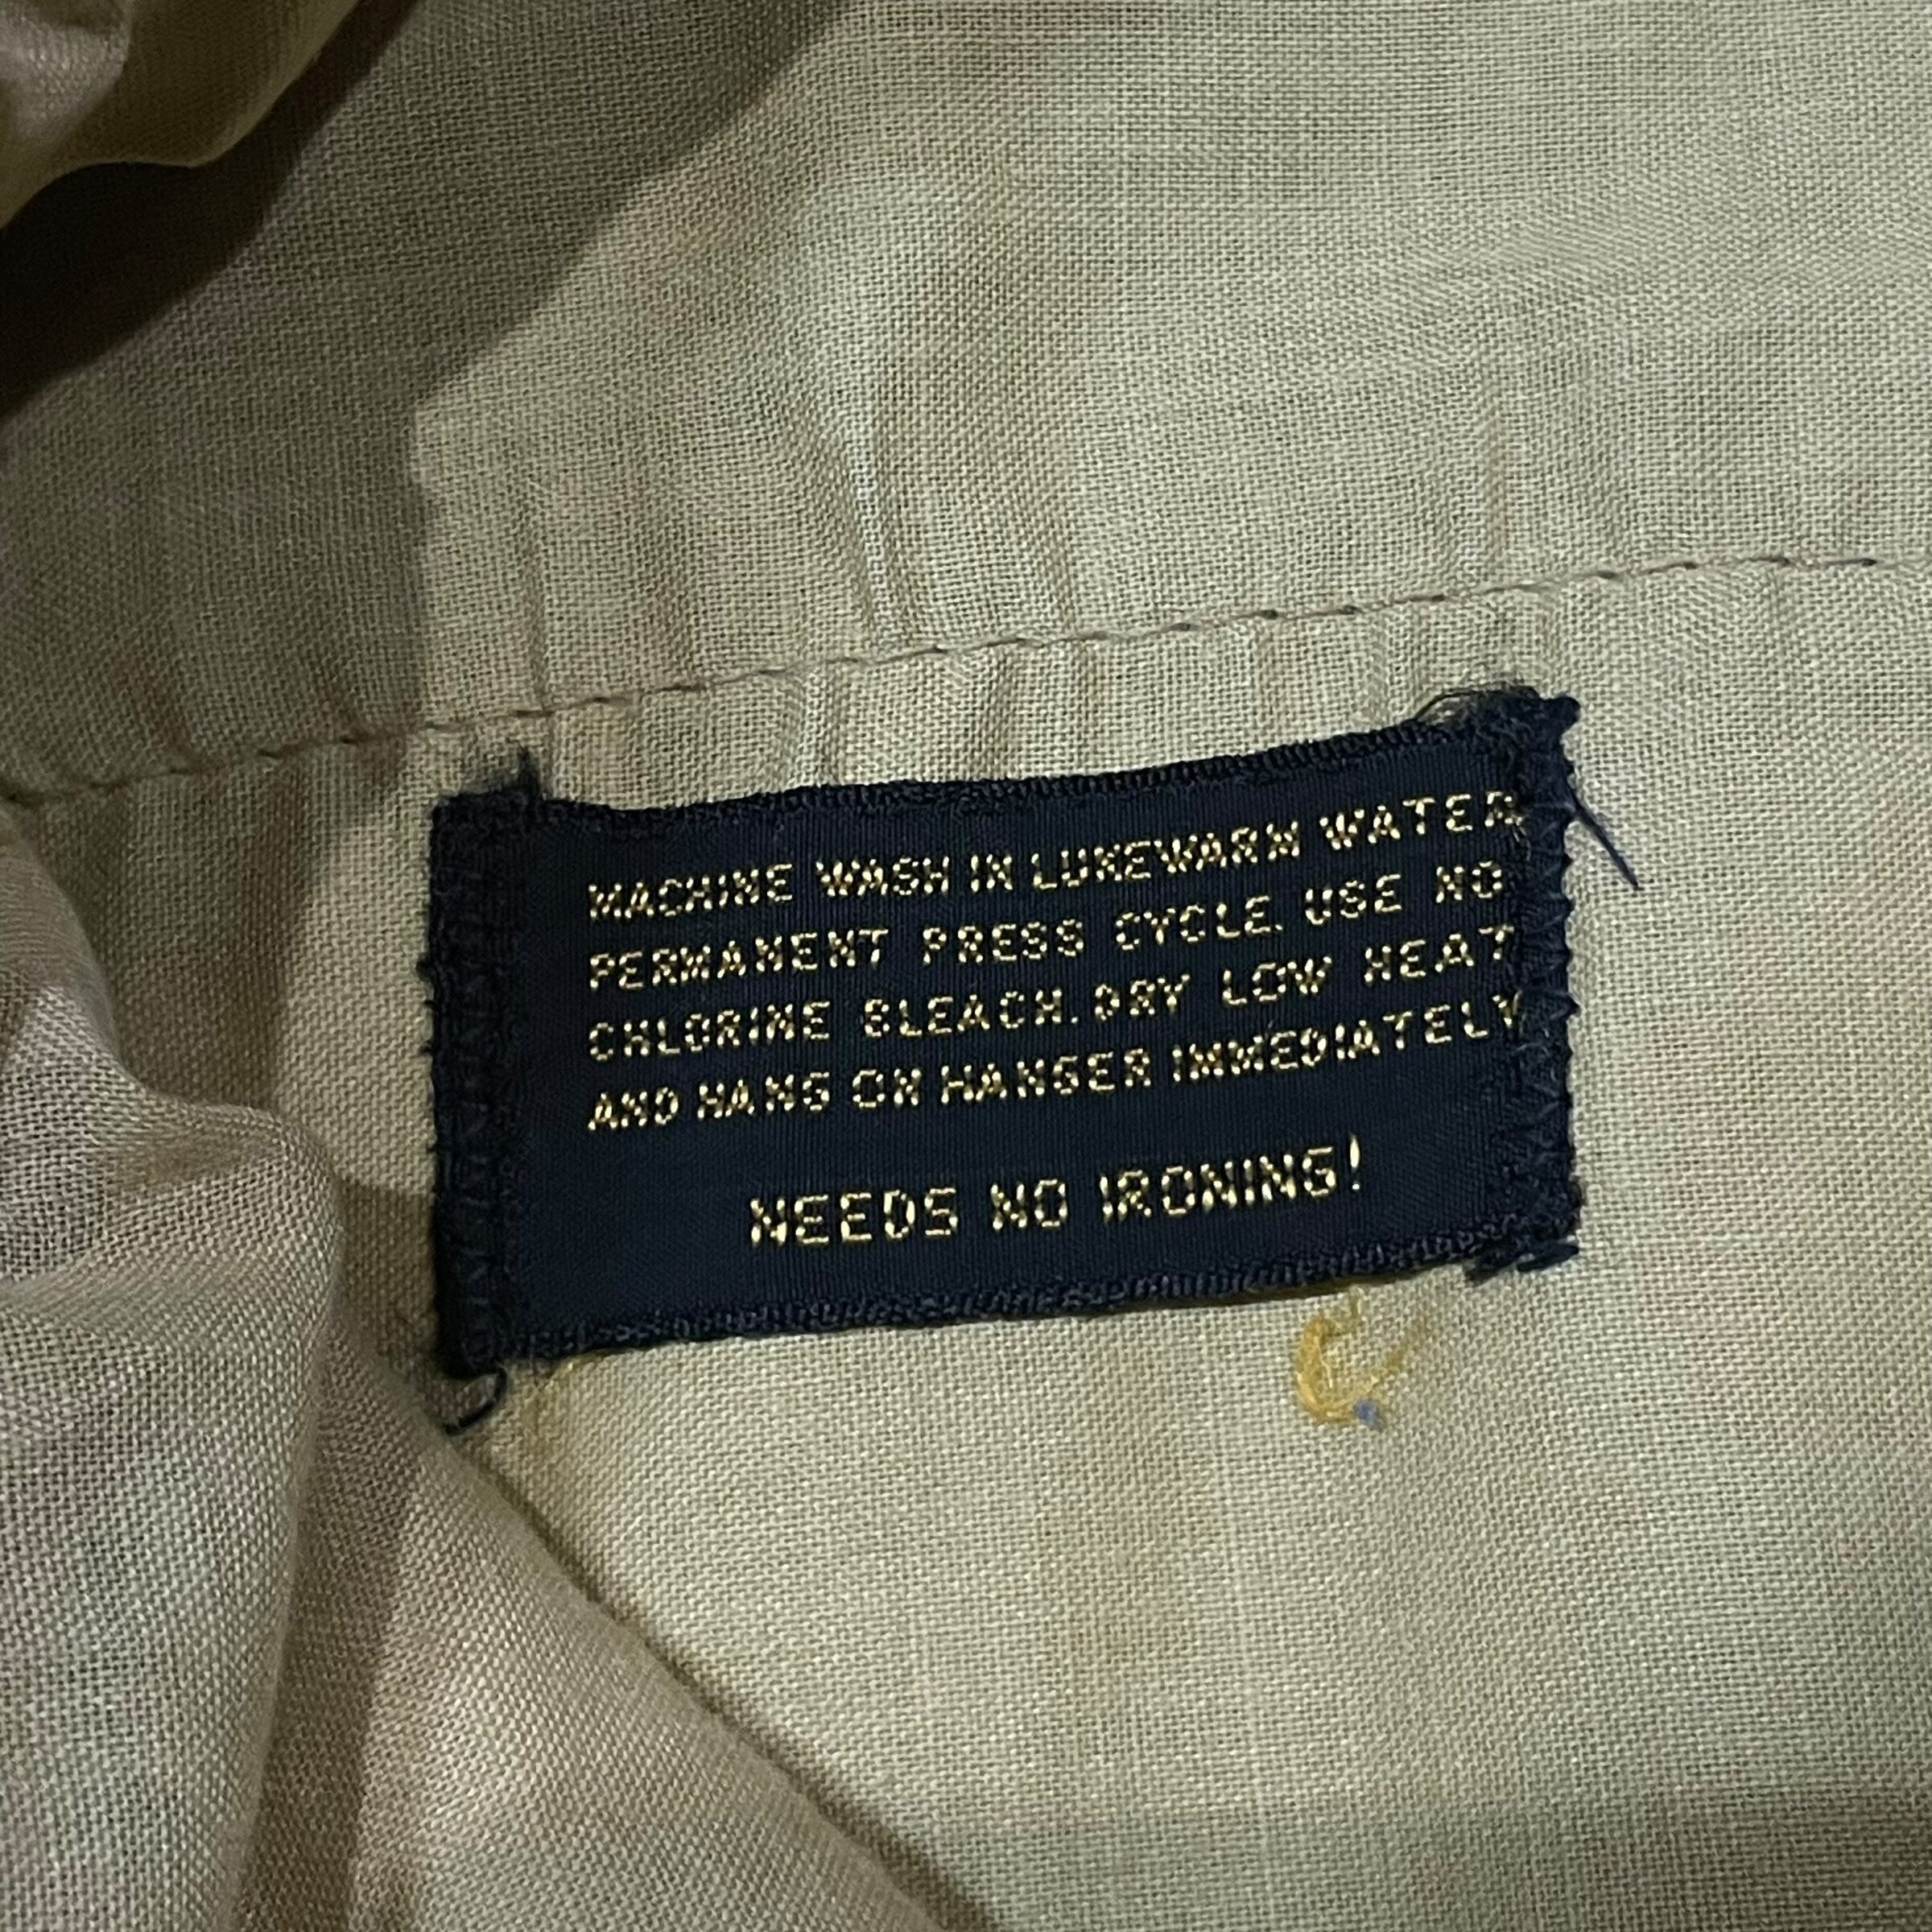 MACHINE WASH IN LUKEWARM WATER
PERMANENT PRESS CYCLE. USE NO
CHLORINE BLEACH. DRY LOW HEAT
AND HANG ON HANGER IMMEDIATELY
NEEDS NO IRONING!